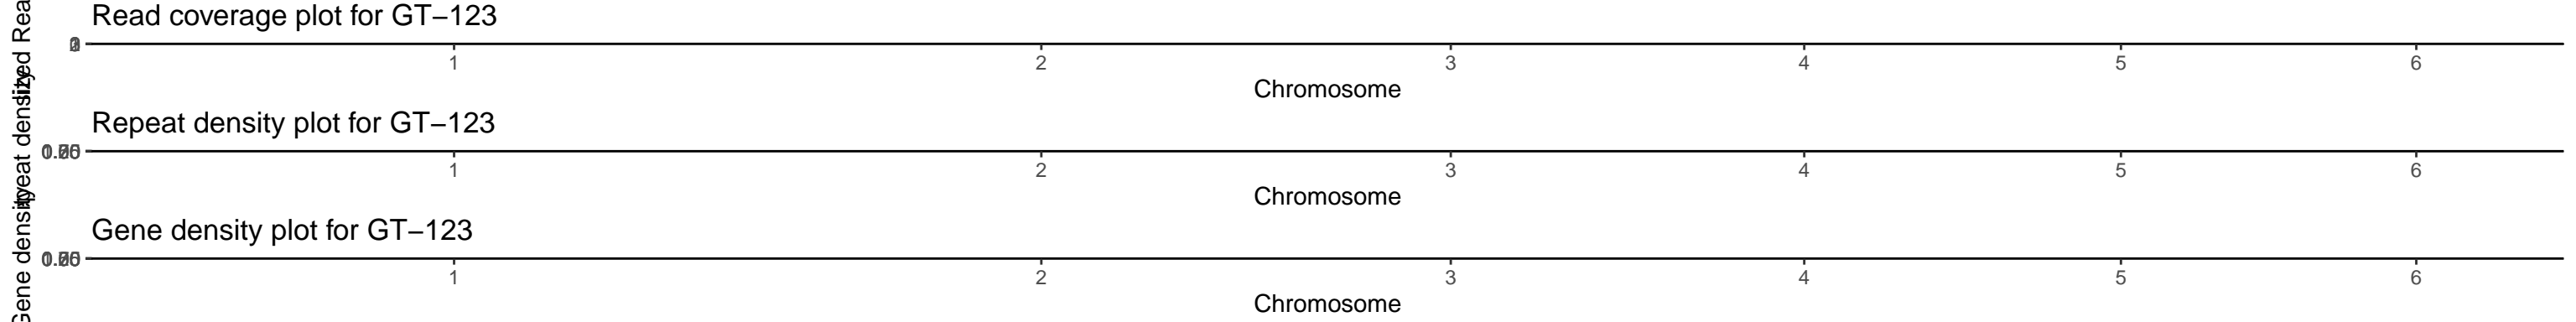 Read coverage plot for GT–123
1 2 3 4 5 6
Chromosome
Repeat density plot for GT–123
1 2 3 4 5 6
Chromosome
Gene density plot for GT–123
1 2 3 4 5 6
Chromosome
Gene density